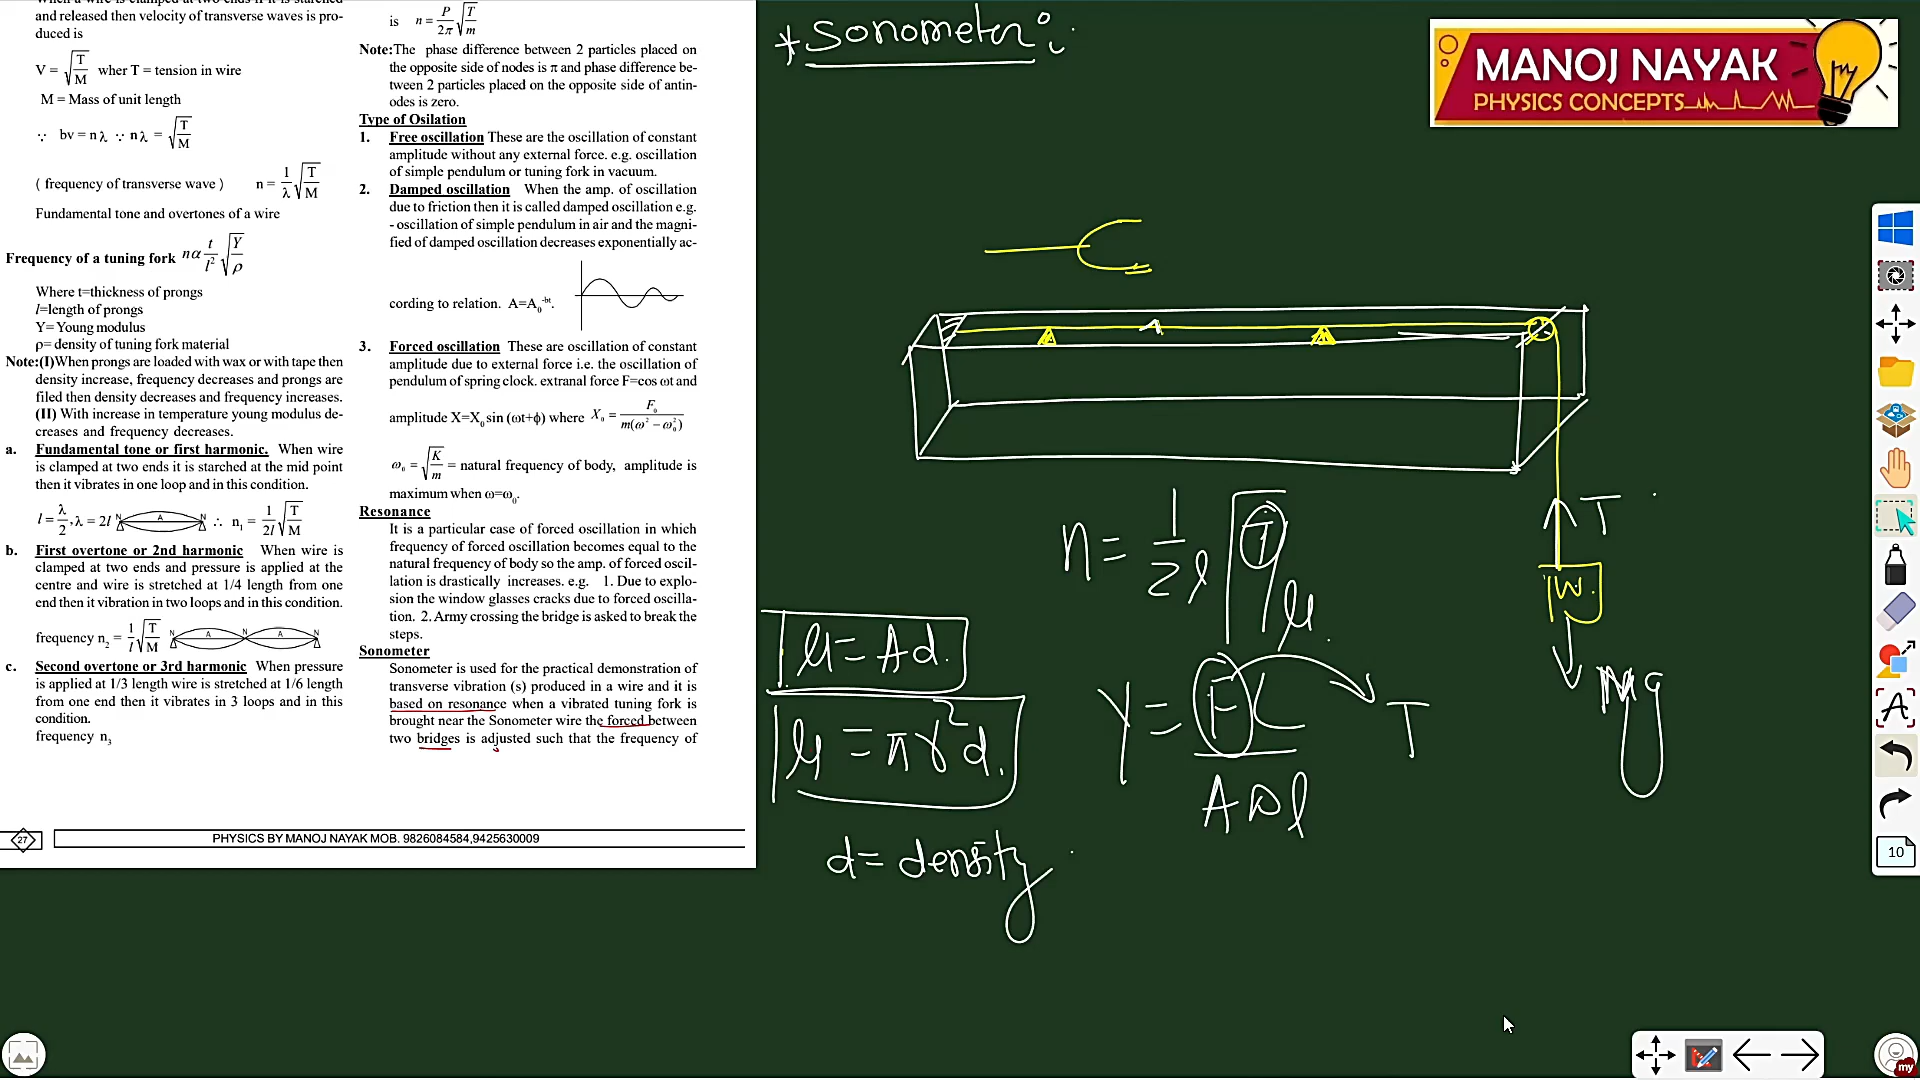 and released then velocity of transverse waves is pro-
duced is
V = √T/M wher T = tension in wire
M = Mass of unit length
∵ bv = nλ ∵ nλ = √T/M
( frequency of transverse wave ) n = 1/λ √T/M
Fundamental tone and overtones of a wire
Frequency of a tuning fork nα t/l² √Y/ρ
Where t=thickness of prongs
l=length of prongs
Y= Young modulus
ρ= density of tuning fork material
Note:(I)When prongs are loaded with wax or with tape then
density increase, frequency decreases and prongs are
filed then density decreases and frequency increases.
(II) With increase in temperature young modulus de-
creases and frequency decreases.
a. Fundamental tone or first harmonic. When wire
is clamped at two ends it is starched at the mid point
then it vibrates in one loop and in this condition.
l = λ/2, λ = 2l N A N ∴ n₁ = 1/2l √T/M
b. First overtone or 2nd harmonic When wire is
clamped at two ends and pressure is applied at the
centre and wire is stretched at 1/4 length from one
end then it vibration in two loops and in this condition.
frequency n₂ = 1/l √T/M N A N A N
c. Second overtone or 3rd harmonic When pressure
is applied at 1/3 length wire is stretched at 1/6 length
from one end then it vibrates in 3 loops and in this
condition.
frequency n₃
is n = P/2π √T/m
Note:The phase difference between 2 particles placed on
the opposite side of nodes is π and phase difference be-
tween 2 particles placed on the opposite side of antin-
odes is zero.
Type of Osilation
1. Free oscillation These are the oscillation of constant
amplitude without any external force. e.g. oscillation
of simple pendulum or tuning fork in vacuum.
2. Damped oscillation When the amp. of oscillation
due to friction then it is called damped oscillation e.g.
- oscillation of simple pendulum in air and the magni-
fied of damped oscillation decreases exponentially ac-
cording to relation. A=A₀⁻ᵇᵗ.
3. Forced oscillation These are oscillation of constant
amplitude due to external force i.e. the oscillation of
pendulum of spring clock. extranal force F=cos ωt and
amplitude X=X₀sin (ωt+ϕ) where X₀ = F₀/m(ω² − ω₀²)
ω₀ = √K/m = natural frequency of body, amplitude is
maximum when ω=ω₀.
Resonance
It is a particular case of forced oscillation in which
frequency of forced oscillation becomes equal to the
natural frequency of body so the amp. of forced oscil-
lation is drastically increases. e.g. 1. Due to explo-
sion the window glasses cracks due to forced oscilla-
tion. 2. Army crossing the bridge is asked to break the
steps.
Sonometer
Sonometer is used for the practical demonstration of
transverse vibration (s) produced in a wire and it is
based on resonance when a vibrated tuning fork is
brought near the Sonometer wire the forced between
two bridges is adjusted such that the frequency of
27
PHYSICS BY MANOJ NAYAK MOB. 9826084584,9425630009
*Sonometer:
MANOJ NAYAK
PHYSICS CONCEPTS
T
W
Mg
n = 1/2l √T/μ
μ = Ad.
μ = πr²d.
d = density
Y = FL/AΔl
T
10
my